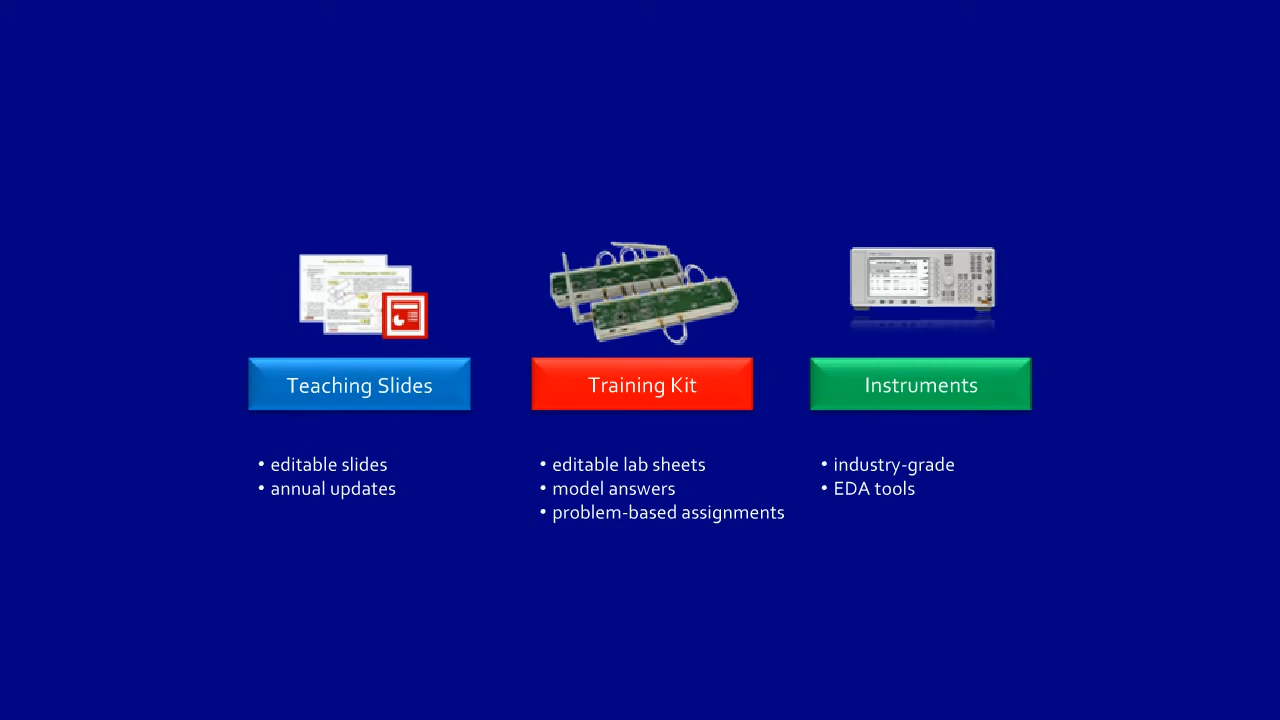 Teaching Slides
• editable slides
• annual updates
Training Kit
• editable lab sheets
• model answers
• problem-based assignments
Instruments
• industry-grade
• EDA tools